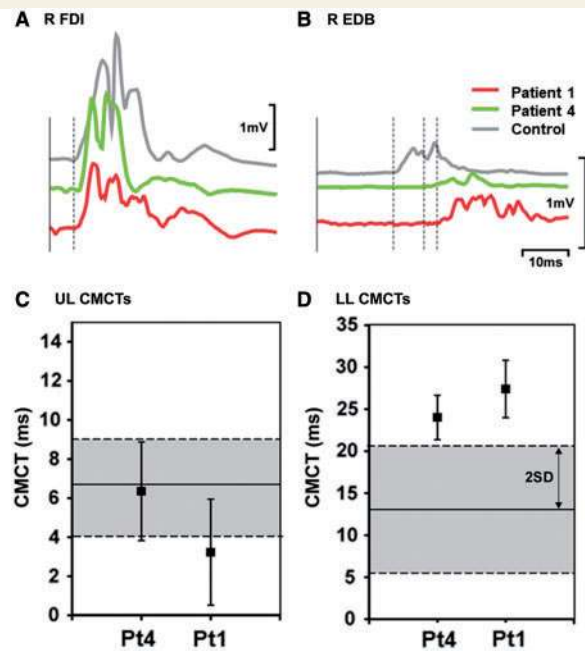 A R FDI
B R EDB
Patient 1
Patient 4
Control
1mV
1mV
10ms
C UL CMCTs
D LL CMCTs
CMCT (ms)
14
12
10
8
6
4
2
0
Pt4 Pt1
CMCT (ms)
35
30
25
20
15
10
5
0
2SD
Pt4 Pt1